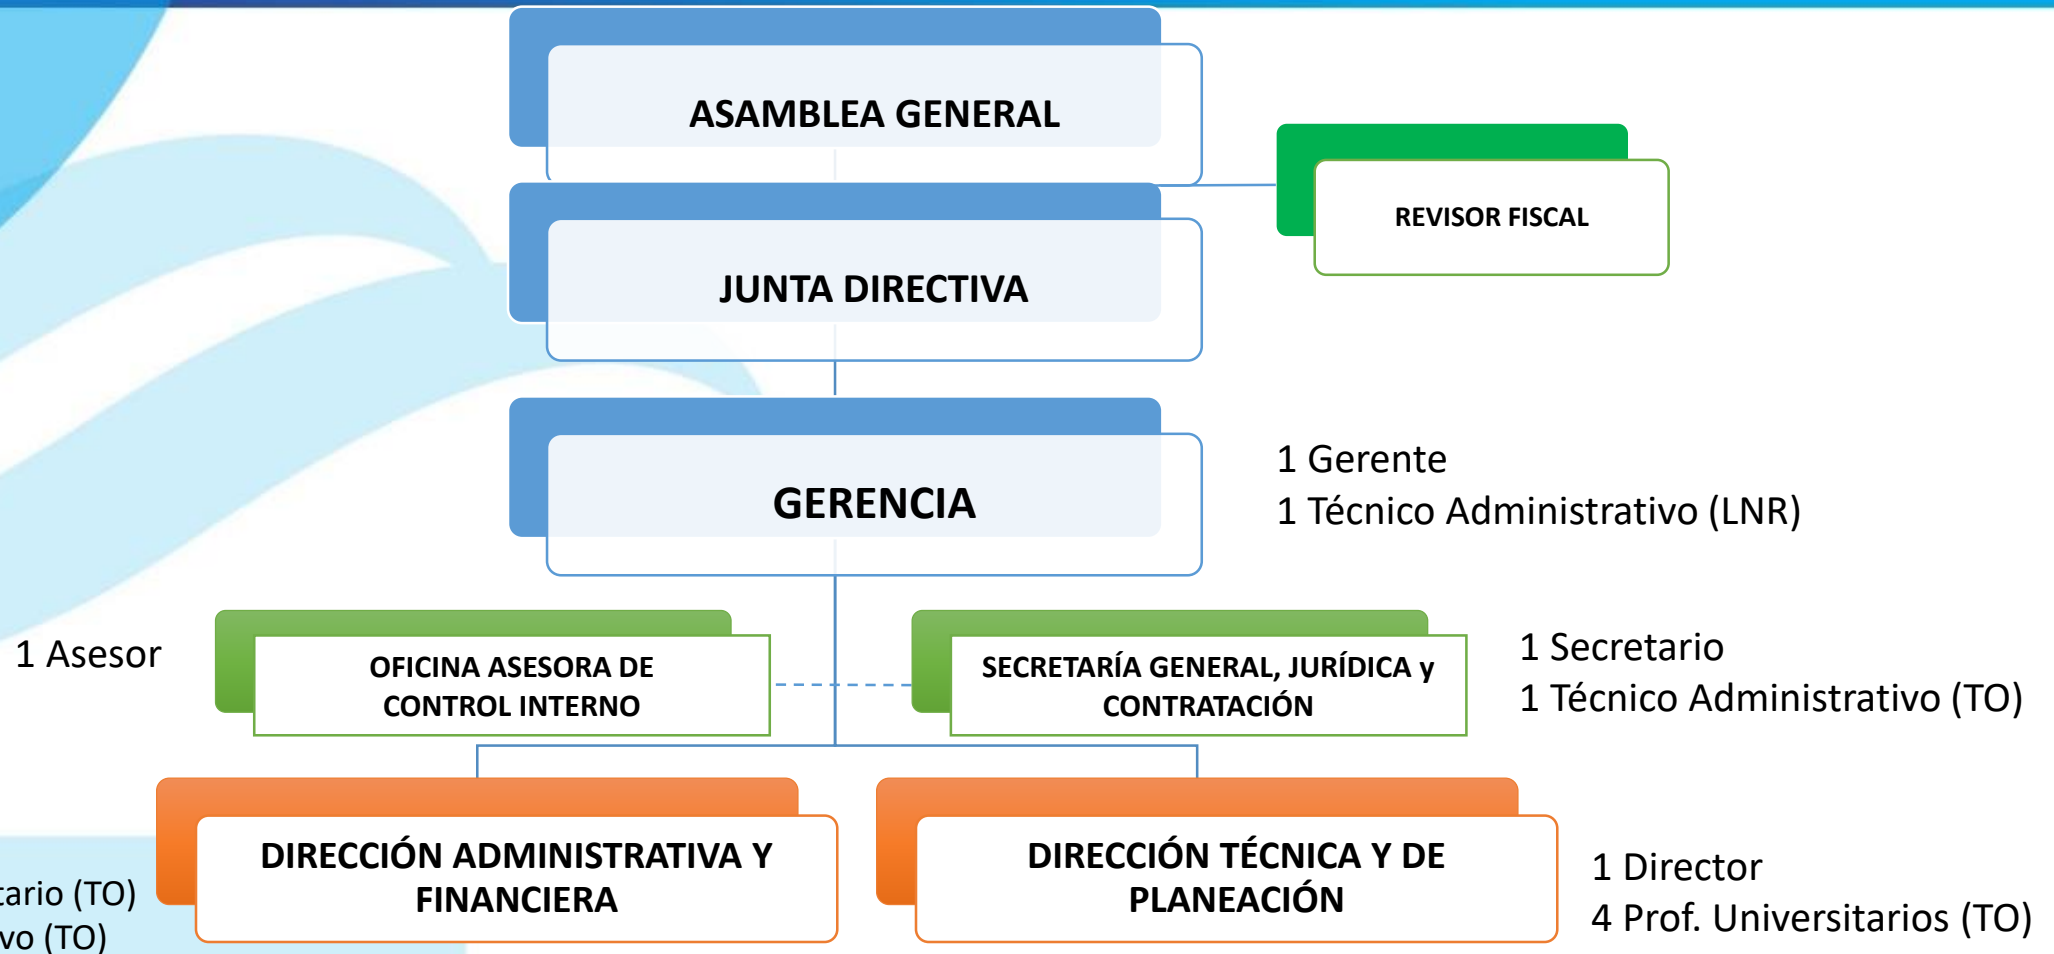 ASAMBLEA GENERAL
REVISOR FISCAL
JUNTA DIRECTIVA
GERENCIA
1 Gerente
1 Técnico Administrativo (LNR)
1 Asesor
OFICINA ASESORA DE
CONTROL INTERNO
SECRETARÍA GENERAL, JURÍDICA y
CONTRATACIÓN
1 Secretario
1 Técnico Administrativo (TO)
(TO)
(TO)
DIRECCIÓN ADMINISTRATIVA Y
FINANCIERA
DIRECCIÓN TÉCNICA Y DE
PLANEACIÓN
1 Director
4 Prof. Universitarios (TO)